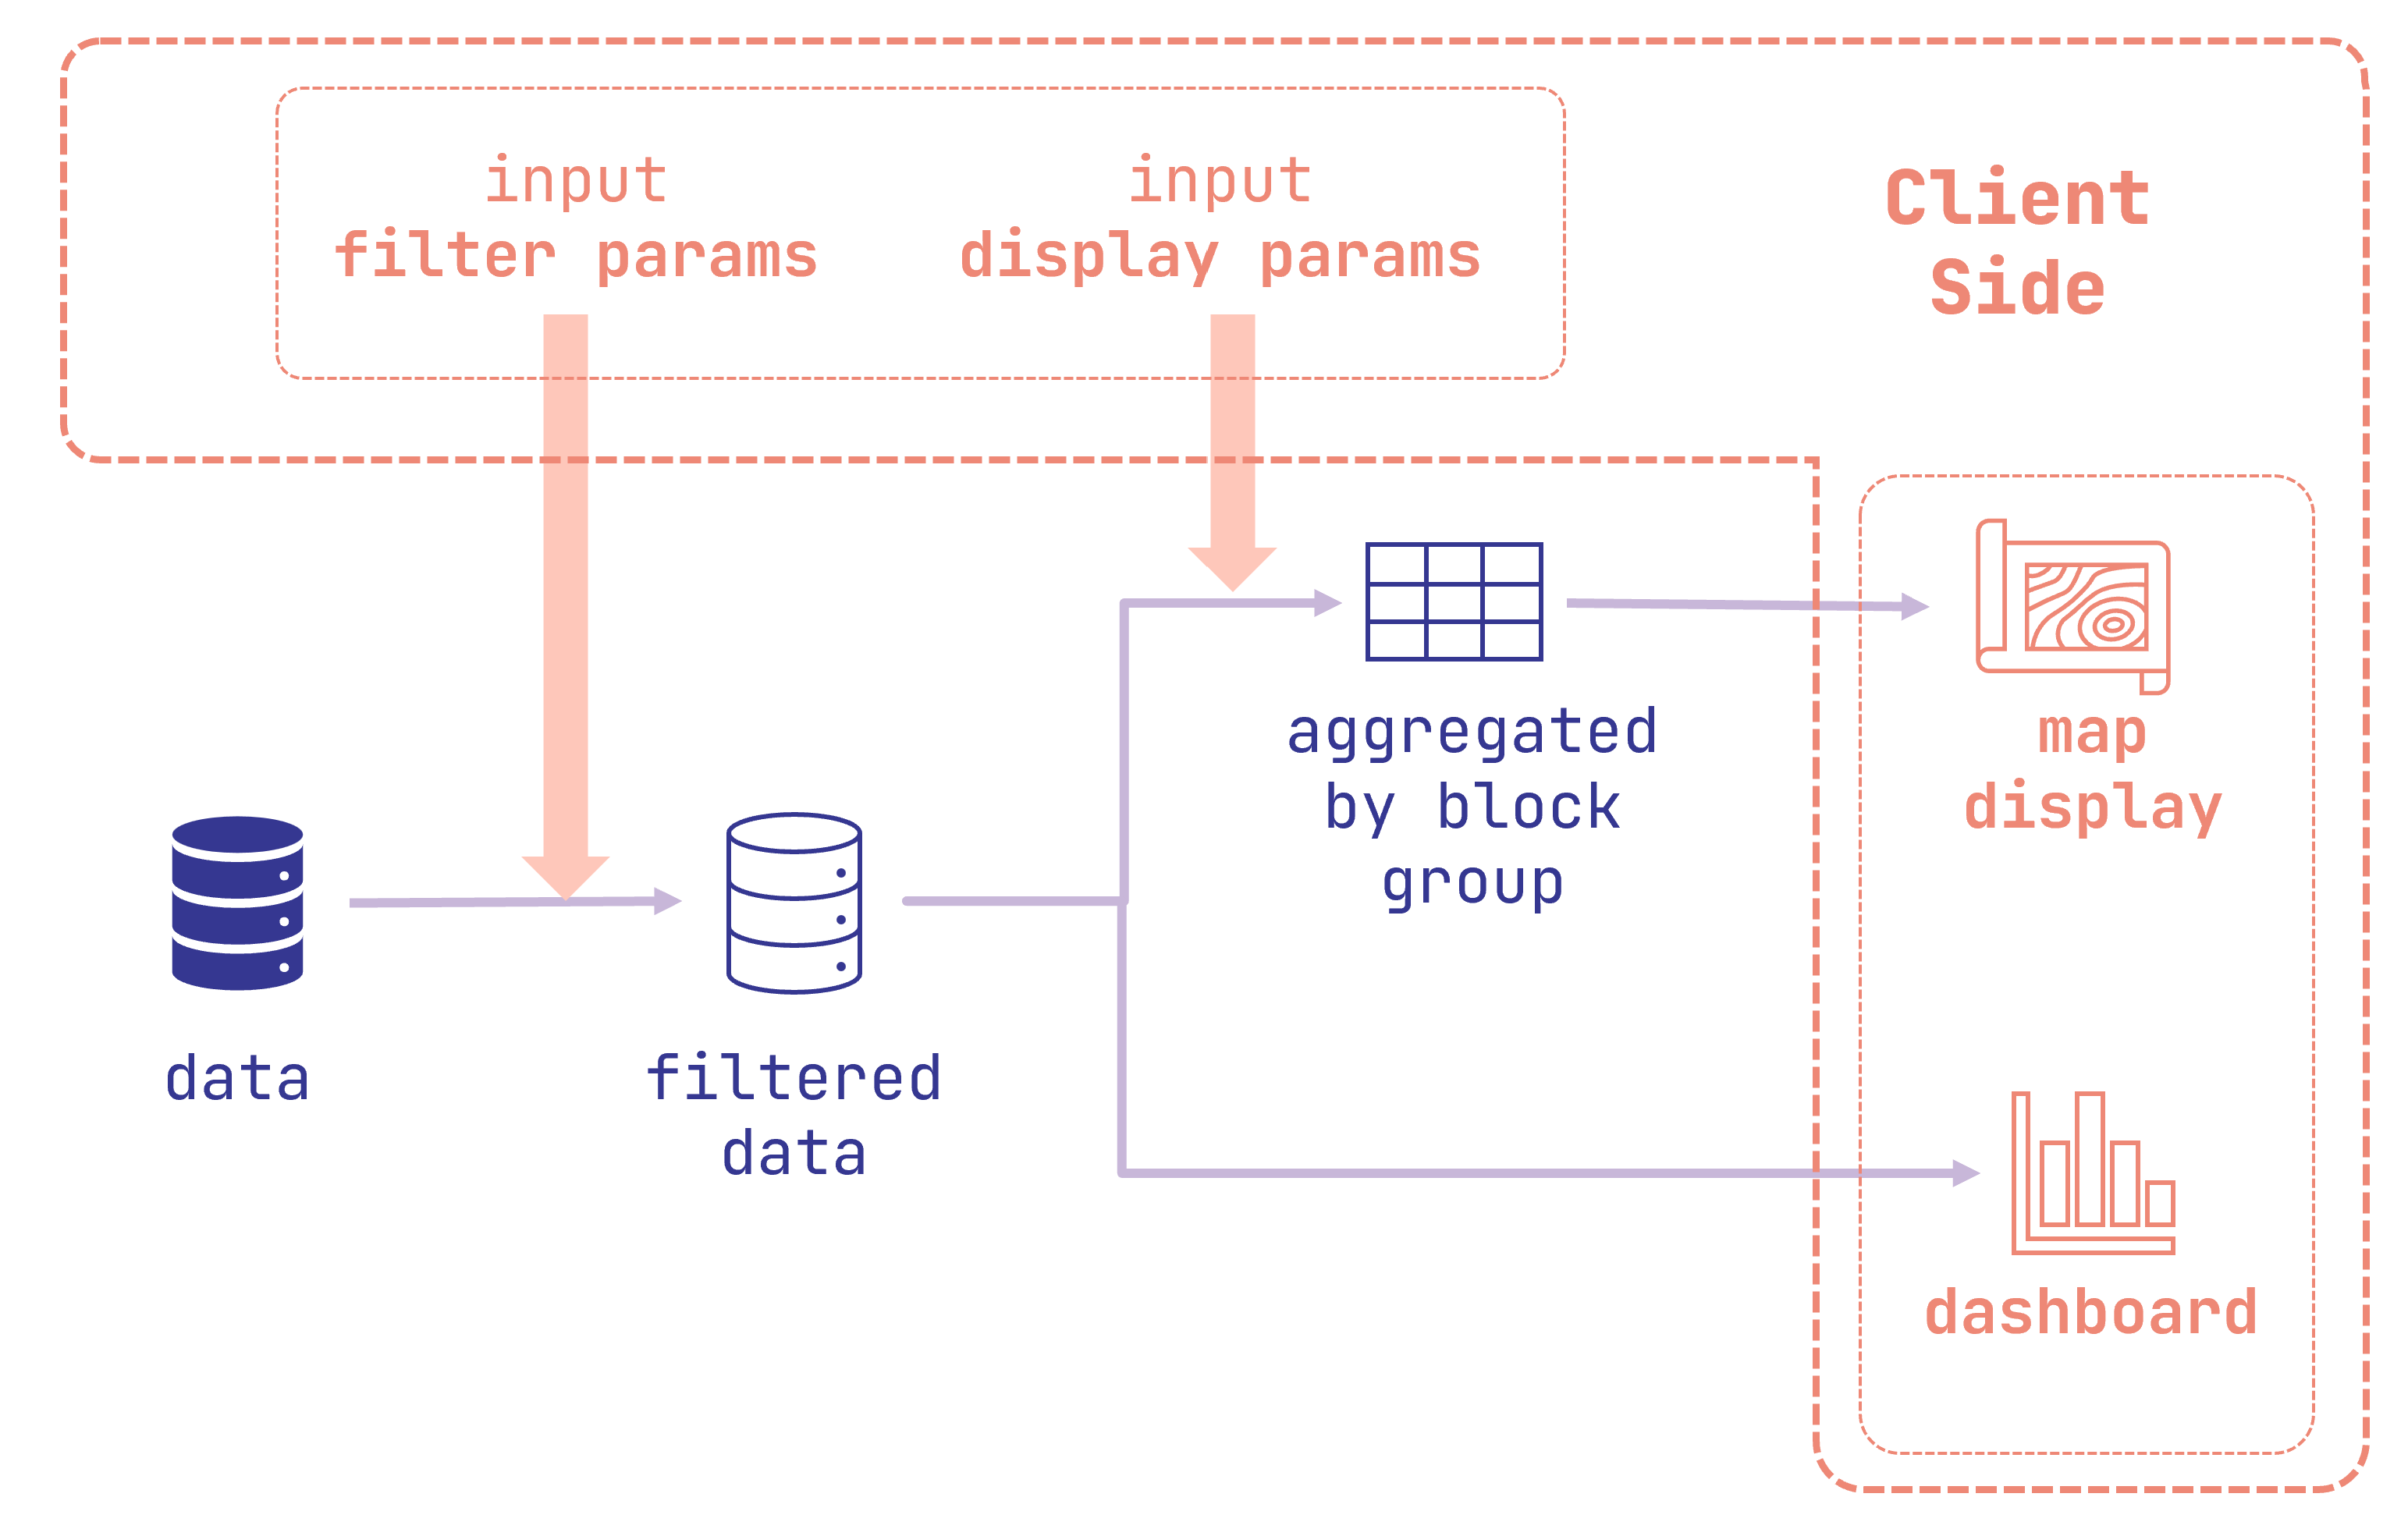 input
filter params
input
display params
Client
Side
aggregated
by block
group
map
display
data
filtered
data
dashboard